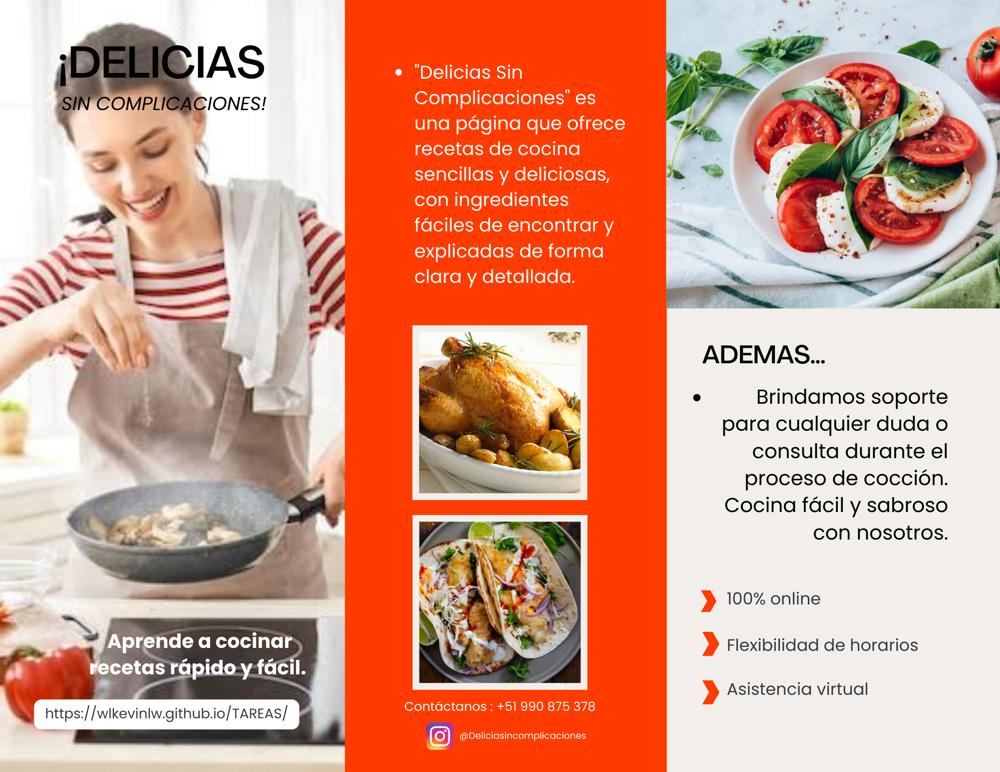 ¡DELICIAS
SIN COMPLICACIONES!
Aprende a cocinar
recetas rápido y fácil.
https://wlkevinlw.github.io/TAREAS/
"Delicias Sin
Complicaciones" es
una página que ofrece
recetas de cocina
sencillas y deliciosas,
con ingredientes
fáciles de encontrar y
explicadas de forma
clara y detallada.
Contáctanos : +51 990 875 378
@Deliciasincomplicaciones
ADEMAS...
Brindamos soporte
para cualquier duda o
consulta durante el
proceso de cocción.
Cocina fácil y sabroso
con nosotros.
100% online
Flexibilidad de horarios
Asistencia virtual